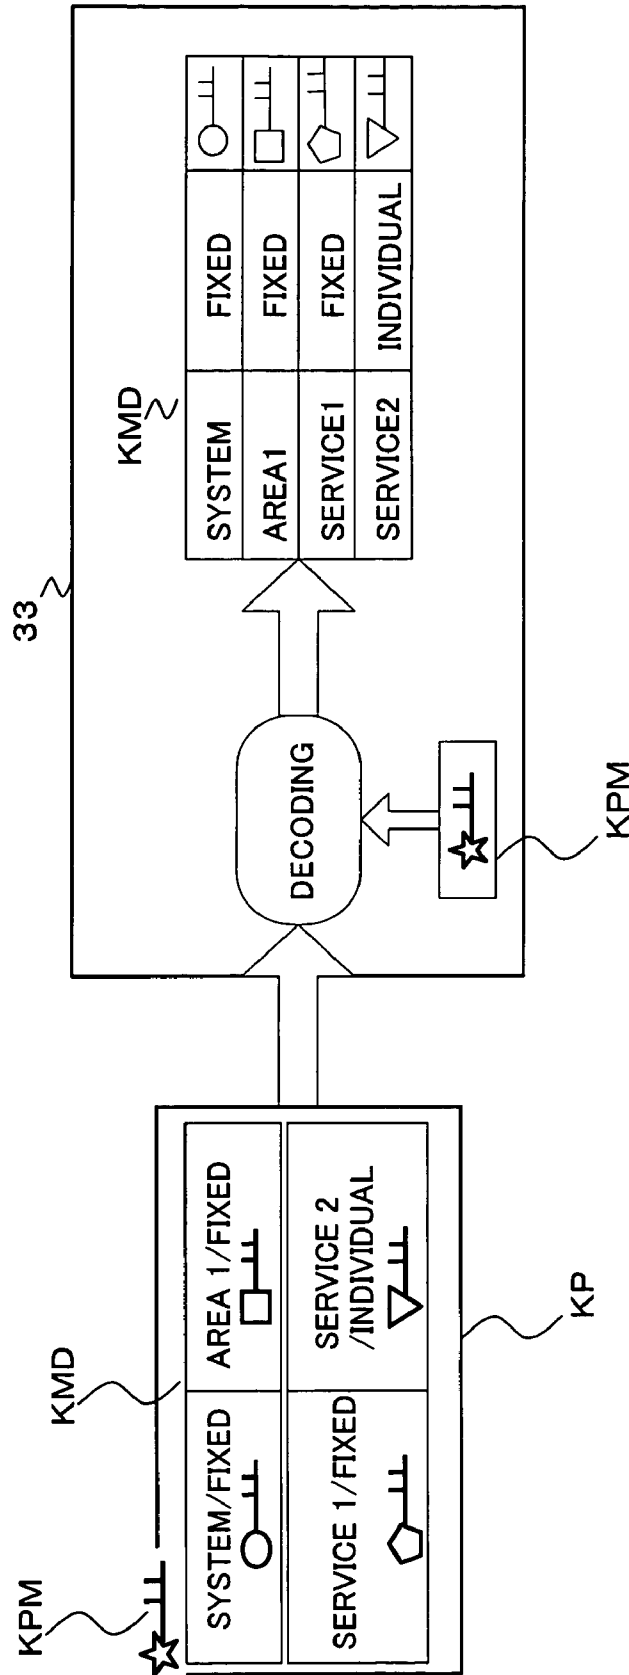 KPM
KMD
SYSTEM/FIXED
AREA 1/FIXED
SERVICE 1/FIXED
SERVICE 2
/INDIVIDUAL
KP
33
DECODING
KPM
KMD
SYSTEM FIXED
AREA1 FIXED
SERVICE1 FIXED
SERVICE2 INDIVIDUAL